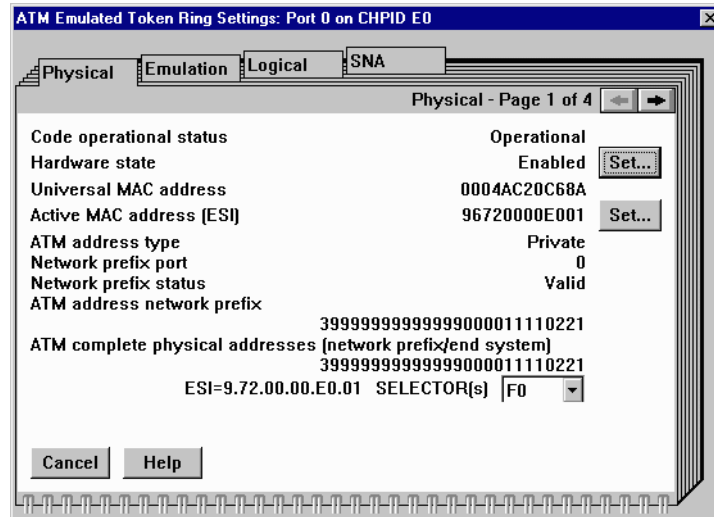 ATM Emulated Token Ring Settings: Port 0 on CHPID E0
Physical Emulation Logical SNA
Physical - Page 1 of 4
Code operational status Operational
Hardware state Enabled Set...
Universal MAC address 0004AC20C68A
Active MAC address (ESI) 96720000E001 Set...
ATM address type Private
Network prefix port 0
Network prefix status Valid
ATM address network prefix
39999999999999000011110221
ATM complete physical addresses (network prefix/end system)
39999999999999000011110221
ESI=9.72.00.00.E0.01 SELECTOR(s) F0
Cancel Help